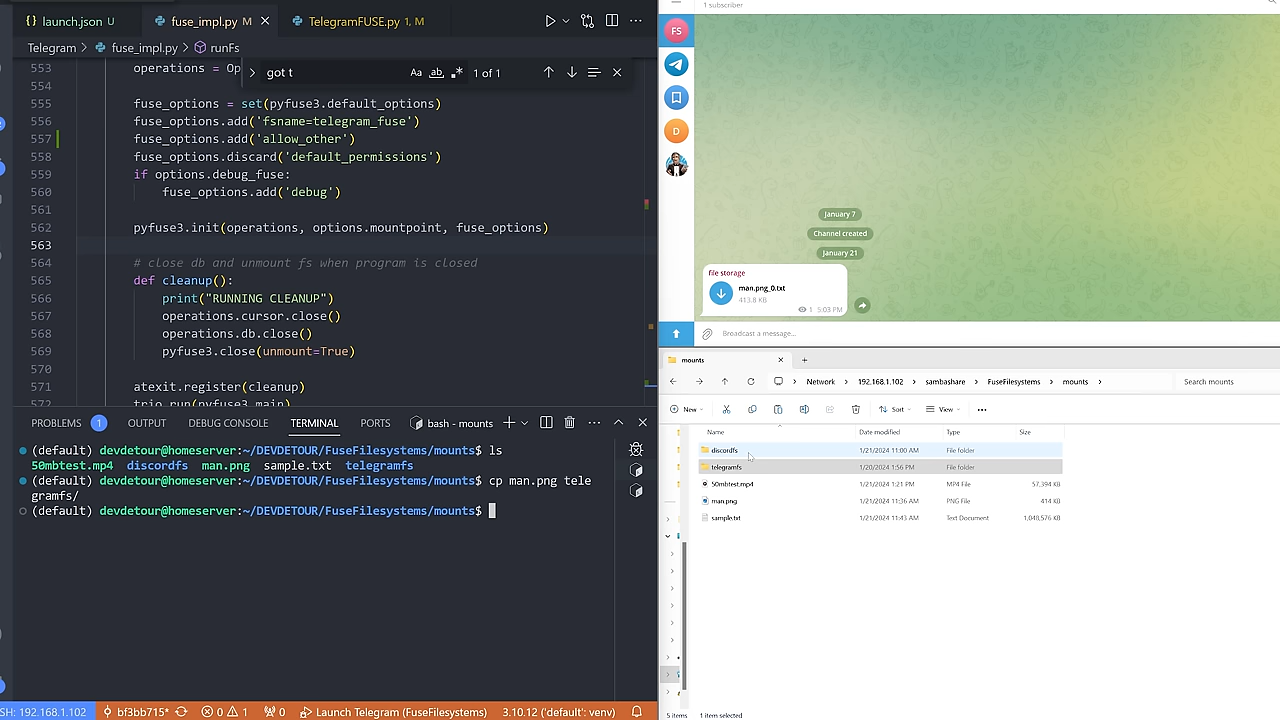 launch.json U
fuse_impl.py M
TelegramFUSE.py 1, M
Telegram > fuse_impl.py > runFs
got t
Aa ab .* 1 of 1
553 operations = Op
554
555 fuse_options = set(pyfuse3.default_options)
556 fuse_options.add('fsname=telegram_fuse')
557 fuse_options.add('allow_other')
558 fuse_options.discard('default_permissions')
559 if options.debug_fuse:
560 fuse_options.add('debug')
561
562 pyfuse3.init(operations, options.mountpoint, fuse_options)
563
564 # close db and unmount fs when program is closed
565 def cleanup():
566 print("RUNNING CLEANUP")
567 operations.cursor.close()
568 operations.db.close()
569 pyfuse3.close(unmount=True)
570
571 atexit.register(cleanup)
572 trio.run(pyfuse3.main)
PROBLEMS 1 OUTPUT DEBUG CONSOLE TERMINAL PORTS bash - mounts
(default) devdetour@homeserver:~/DEVDETOUR/FuseFilesystems/mounts$ ls
50mbtest.mp4 discordfs man.png sample.txt telegramfs
(default) devdetour@homeserver:~/DEVDETOUR/FuseFilesystems/mounts$ cp man.png tele
gromfs/
(default) devdetour@homeserver:~/DEVDETOUR/FuseFilesystems/mounts$
SH: 192.168.1.102 bf3bb715* 0 1 0 Launch Telegram (FuseFilesystems) 3.10.12 ('default': venv)
1 subscriber
FS
D
January 7
Channel created
January 21
file storage
man.png_0.txt
413.8 KB
1 5:03 PM
Broadcast a message...
mounts
Network > 192.168.1.102 > sambashare > FuseFilesystems > mounts >
Search mounts
New Sort View
Name Date modified Type Size
discordfs 1/21/2024 11:00 AM File folder
telegramfs 1/20/2024 1:56 PM File folder
50mbtest.mp4 1/21/2024 1:21 PM MP4 File 57,394 KB
man.png 1/21/2024 11:36 AM PNG File 414 KB
sample.txt 1/21/2024 11:43 AM Text Document 1,048,576 KB
5 items 1 item selected